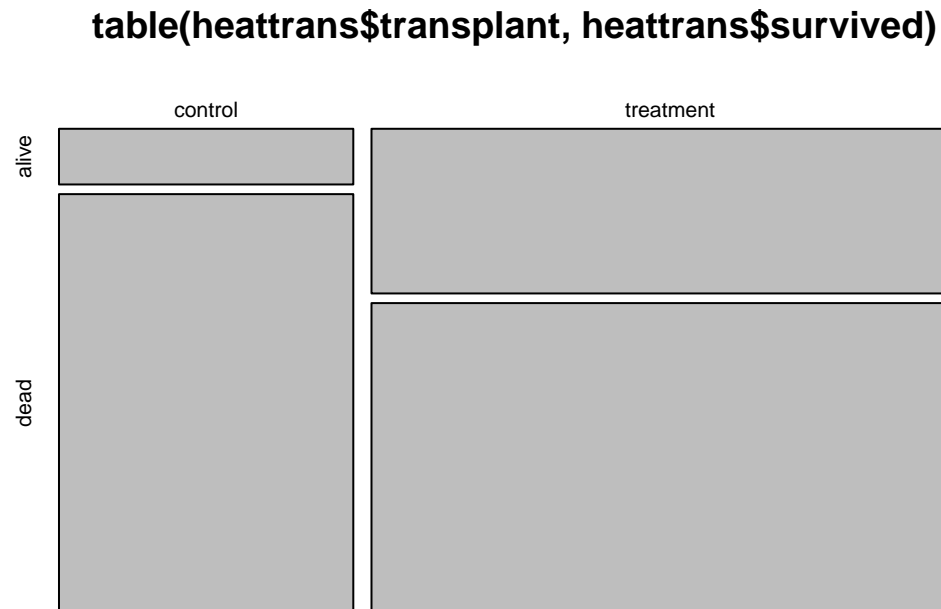 table(heattrans$transplant, heattrans$survived)
control treatment
alive
dead